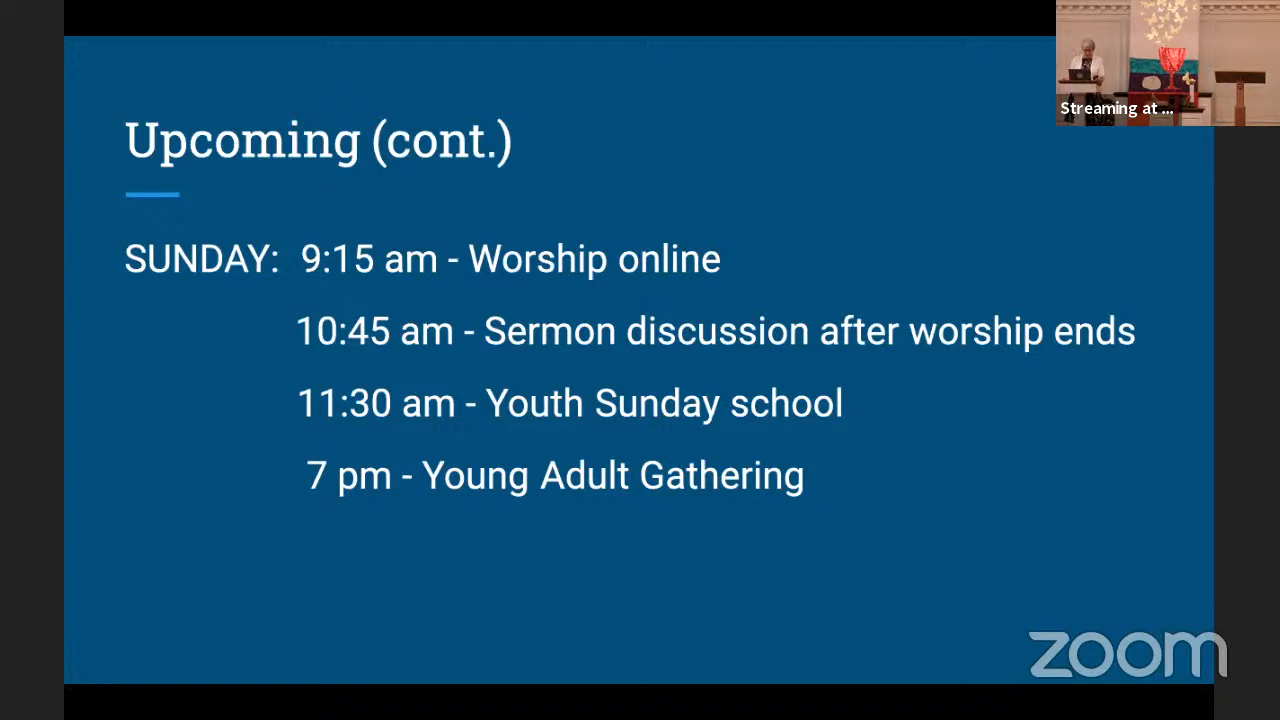 Streaming at ...
Upcoming (cont.)
SUNDAY: 9:15 am - Worship online
10:45 am - Sermon discussion after worship ends
11:30 am - Youth Sunday school
7 pm - Young Adult Gathering
zoom